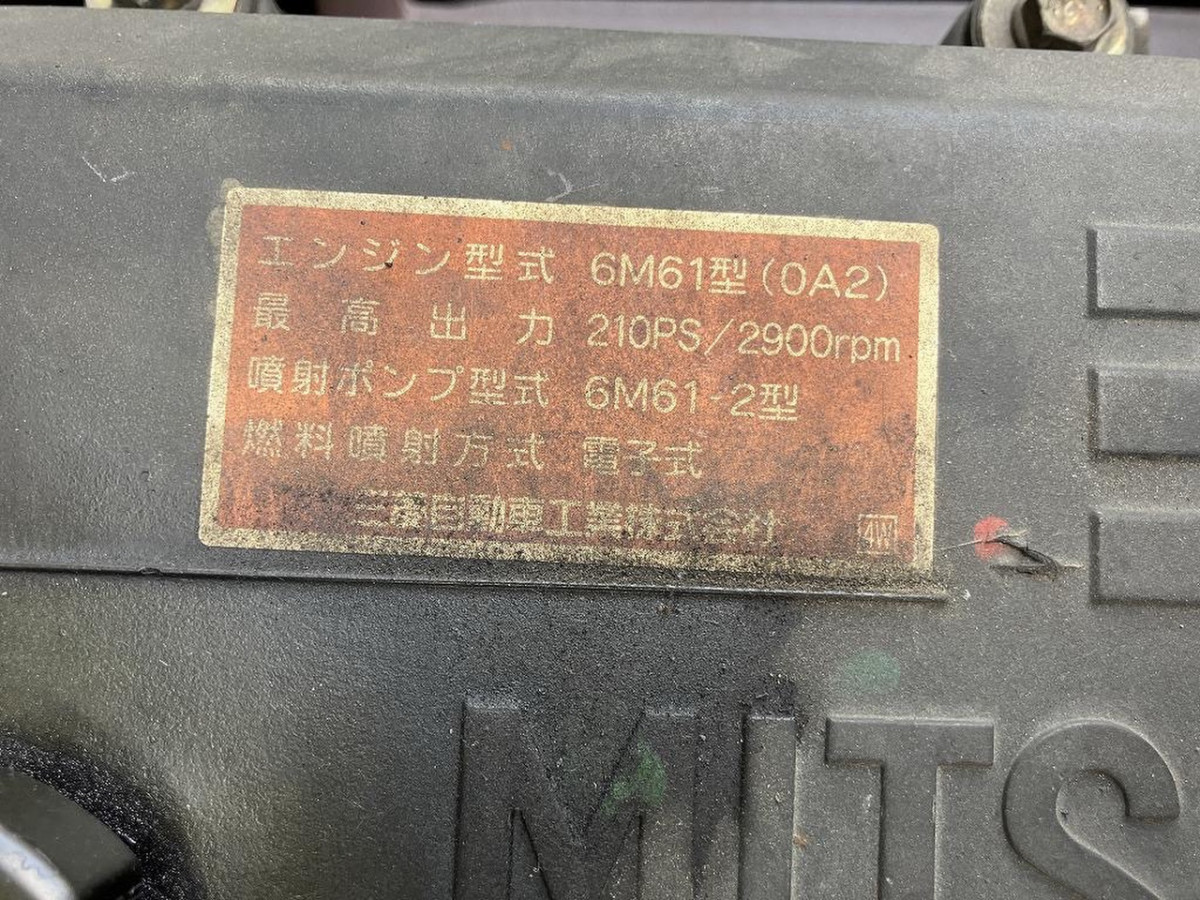 エンジン型式 6M61型(0A2)
最高出力 210PS/2900rpm
噴射ポンプ型式 6M61-2型
燃料噴射方式 電子式
三菱自動車工業株式会社 4W
MITS